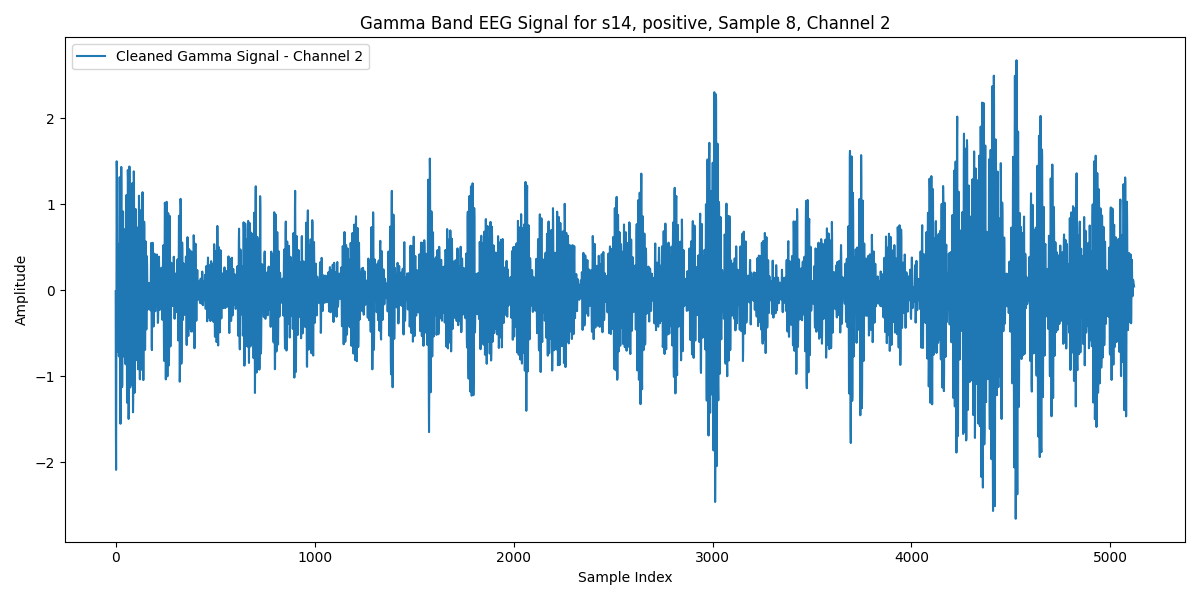 Gamma Band EEG Signal for s14, positive, Sample 8, Channel 2
Cleaned Gamma Signal - Channel 2
Amplitude
2
1
0
−1
−2
0 1000 2000 3000 4000 5000
Sample Index